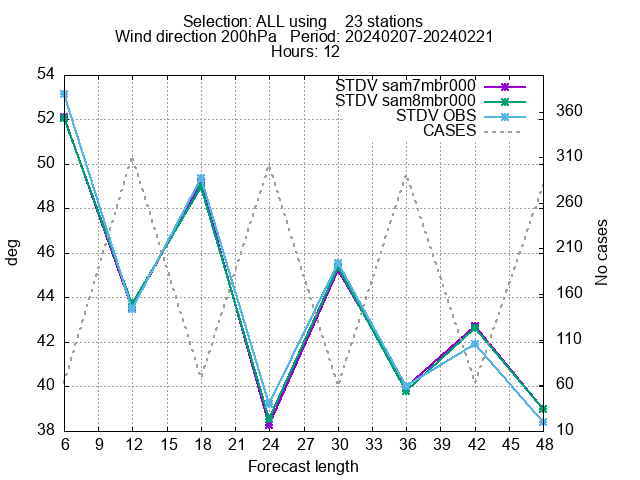 Selection: ALL using    23 stations
Wind direction 200hPa   Period: 20240207-20240221
Hours: 12
STDV sam7mbr000
STDV sam8mbr000
STDV OBS
CASES
deg
54
52
50
48
46
44
42
40
38
No cases
360
310
260
210
160
110
60
10
6 9 12 15 18 21 24 27 30 33 36 39 42 45 48
Forecast length